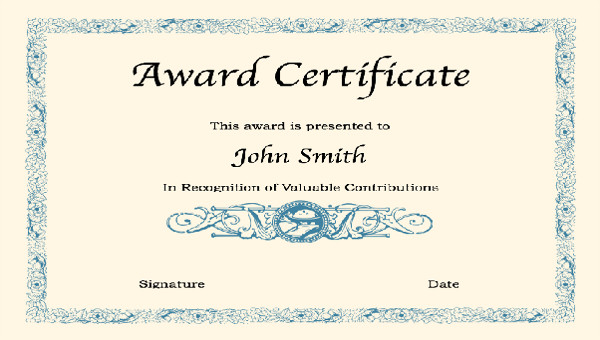 Award Certificate
This award is presented to
John Smith
In Recognition of Valuable Contributions
Signature Date